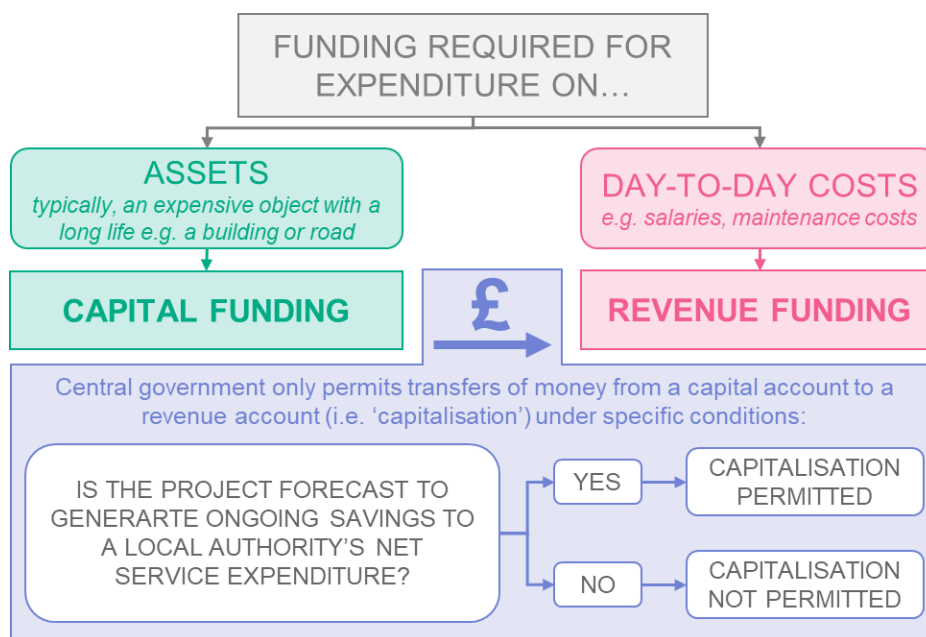 FUNDING REQUIRED FOR
EXPENDITURE ON...
ASSETS
typically, an expensive object with a
long life e.g. a building or road
DAY-TO-DAY COSTS
e.g. salaries, maintenance costs
CAPITAL FUNDING
£
REVENUE FUNDING
Central government only permits transfers of money from a capital account to a
revenue account (i.e. ‘capitalisation’) under specific conditions:
IS THE PROJECT FORECAST TO
GENERARTE ONGOING SAVINGS TO
A LOCAL AUTHORITY’S NET
SERVICE EXPENDITURE?
YES
CAPITALISATION
PERMITTED
NO
CAPITALISATION
NOT PERMITTED